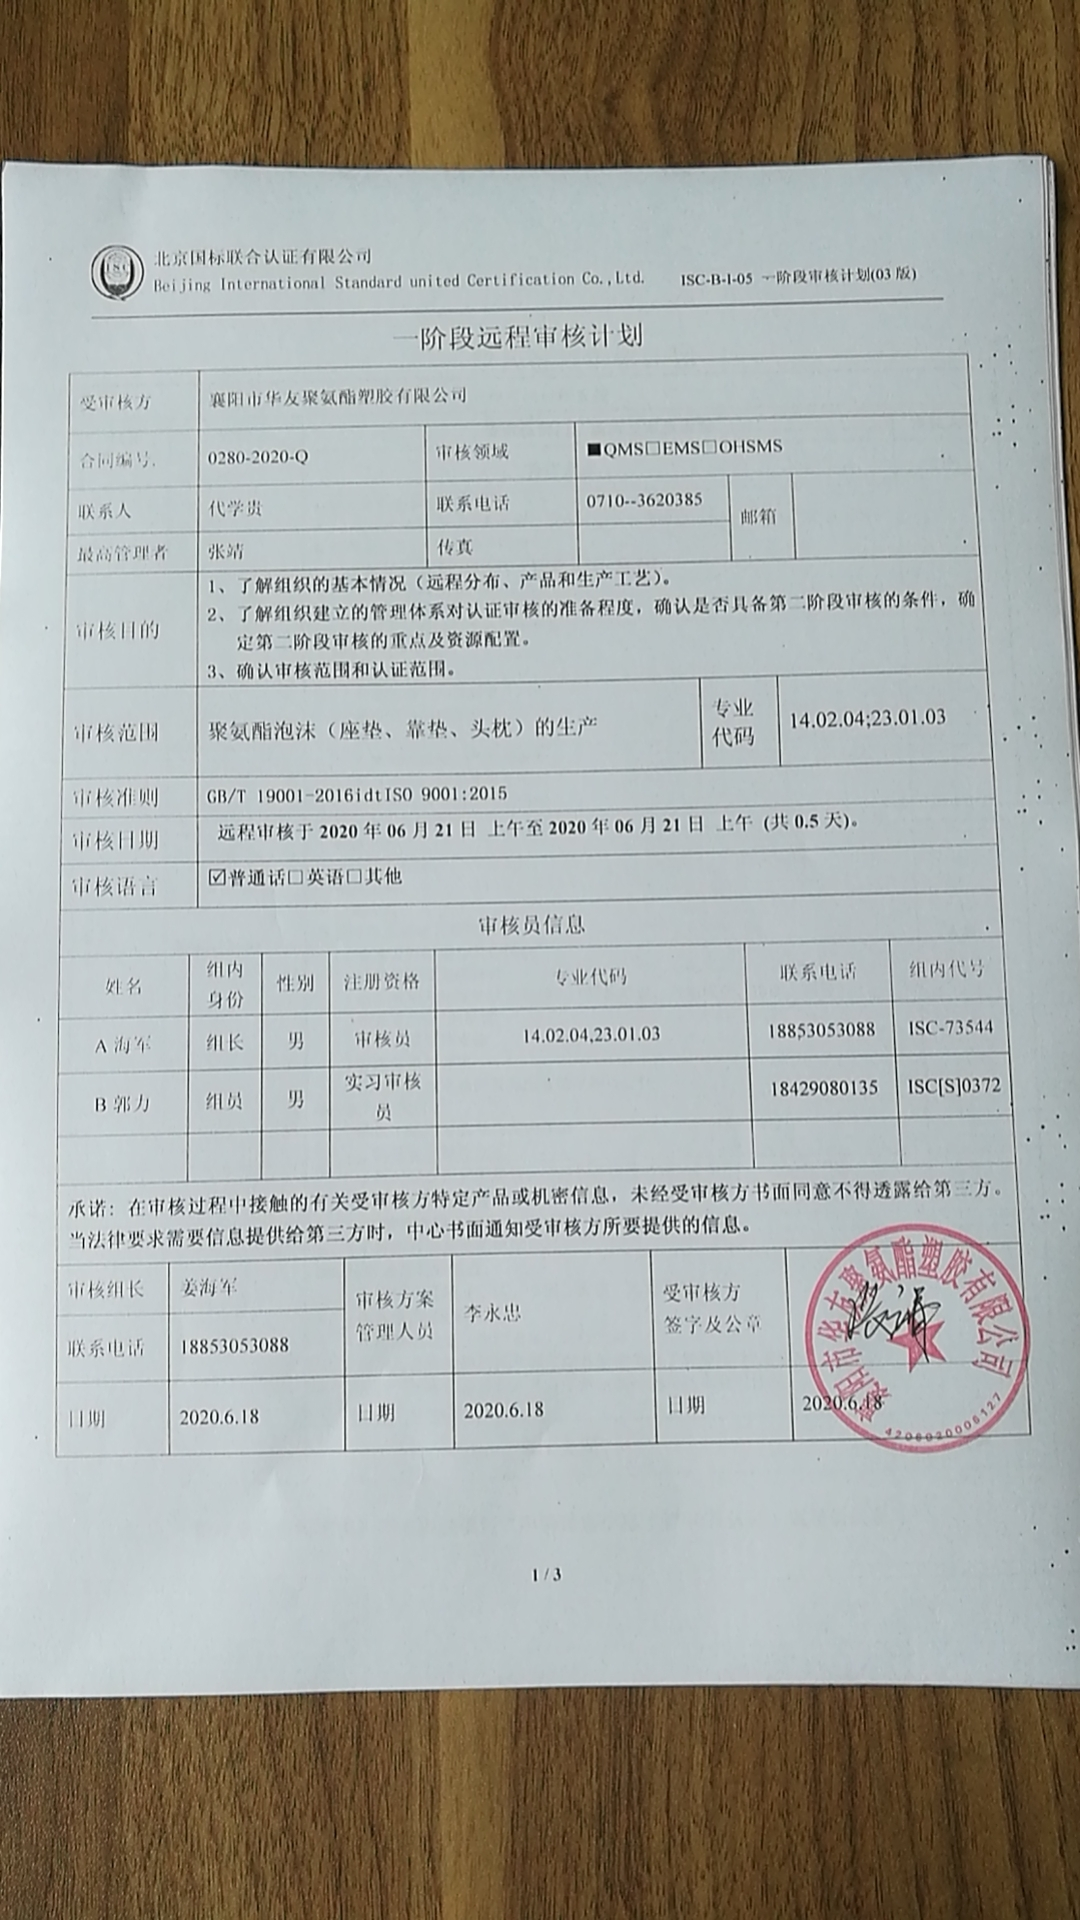 北京国标联合认证有限公司
Beijing International Standard united Certification Co.,Ltd. ISC-B-I-05 一阶段审核计划(03 版)
一阶段远程审核计划
受审核方 襄阳市华友聚氨酯塑胶有限公司
合同编号. 0280-2020-Q 审核领域 ■QMS□EMS□OHSMS
联系人 代学贵 联系电话 0710--3620385 邮箱
最高管理者 张靖 传真
审核目的
1、了解组织的基本情况（远程分布、产品和生产工艺）。
2、了解组织建立的管理体系对认证审核的准备程度，确认是否具备第二阶段审核的条件，确
定第二阶段审核的重点及资源配置。
3、确认审核范围和认证范围。
审核范围 聚氨酯泡沫（座垫、靠垫、头枕）的生产 专业代码 14.02.04;23.01.03
审核准则 GB/T 19001-2016idtISO 9001:2015
审核日期 远程审核于 2020 年 06 月 21 日 上午至 2020 年 06 月 21 日 上午 (共 0.5 天)。
审核语言 ☑普通话□英语□其他
审核员信息
姓名 组内身份 性别 注册资格 专业代码 联系电话 组内代号
A 海军 组长 男 审核员 14.02.04,23.01.03 18853053088 ISC-73544
B 郭力 组员 男 实习审核员 18429080135 ISC[S]0372
承诺：在审核过程中接触的有关受审核方特定产品或机密信息，未经受审核方书面同意不得透露给第三方。
当法律要求需要信息提供给第三方时，中心书面通知受审核方所要提供的信息。
审核组长 姜海军 审核方案管理人员 李永忠 受审核方签字及公章
联系电话 18853053088
日期 2020.6.18 日期 2020.6.18 日期 2020.6.18
襄阳市华友聚氨酯塑胶有限公司
4206020006127
1 / 3